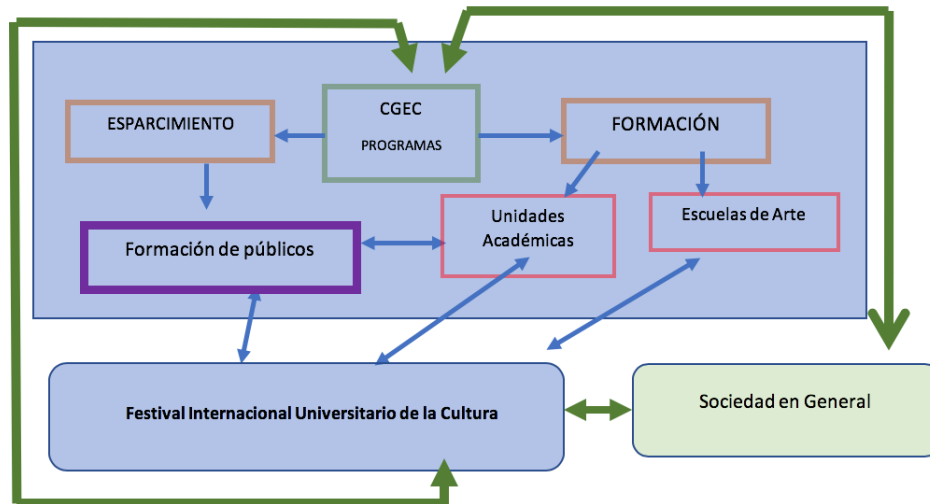 CGEC
PROGRAMAS
ESPARCIMIENTO
FORMACIÓN
Unidades
Académicas
Escuelas de Arte
Formación de públicos
Festival Internacional Universitario de la Cultura
Sociedad en General